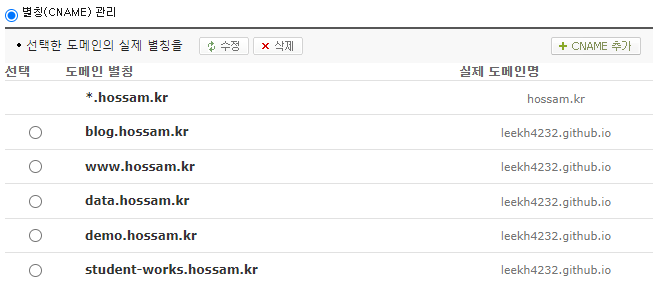 별칭(CNAME) 관리
• 선택한 도메인의 실제 별칭을 수정 삭제 CNAME 추가
선택 도메인 별칭 실제 도메인명
*.hossam.kr hossam.kr
blog.hossam.kr leekh4232.github.io
www.hossam.kr leekh4232.github.io
data.hossam.kr leekh4232.github.io
demo.hossam.kr leekh4232.github.io
student-works.hossam.kr leekh4232.github.io